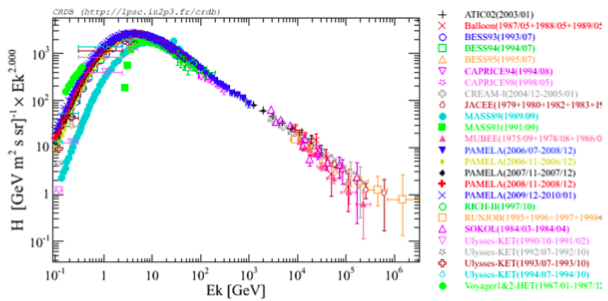 CRDB (http://lpsc.in2p3.fr/crdb)
H [GeV m² s sr]⁻¹ × Ek^2.000
10³
10²
10
1
10⁻¹
10⁻¹ 1 10 10² 10³ 10⁴ 10⁵ 10⁶
Ek [GeV]
ATIC02(2003/01)
Balloon(1987/05+1988/05+1989/05
BESS93(1993/07)
BESS94(1994/07)
BESS95(1995/07)
CAPRICE94(1994/08)
CAPRICE98(1998/05)
CREAM-I(2004/12-2005/01)
JACEE(1979+1980+1982+1983+19
MASS89(1989/09)
MASS91(1991/09)
MUBEE(1975/09+1978/08+1986/0
PAMELA(2006/07-2008/12)
PAMELA(2006/11-2006/12)
PAMELA(2007/11-2007/12)
PAMELA(2008/11-2008/12)
PAMELA(2009/12-2010/01)
RICH-II(1997/10)
RUNJOB(1995+1996+1997+1998+
SOKOL(1984/03-1984/04)
Ulysses-KET(1990/10-1991/02)
Ulysses-KET(1992/07-1992/10)
Ulysses-KET(1993/07-1993/10)
Ulysses-KET(1994/07-1994/10)
Voyager1&2-HET(1987/01-1987/12